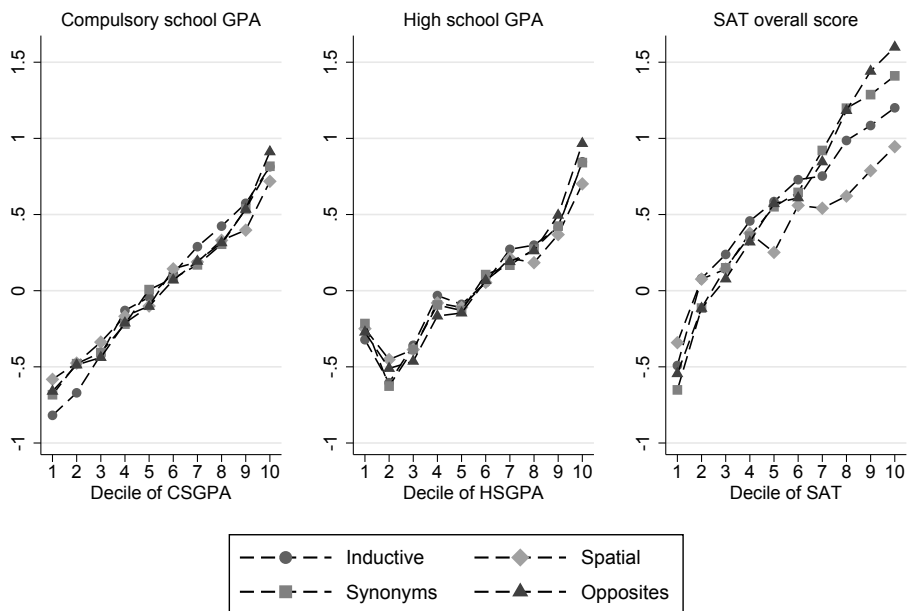 Compulsory school GPA
High school GPA
SAT overall score
1.5
1
.5
0
-.5
-1
1 2 3 4 5 6 7 8 9 10
Decile of CSGPA
1.5
1
.5
0
-.5
-1
1 2 3 4 5 6 7 8 9 10
Decile of HSGPA
1.5
1
.5
0
-.5
-1
1 2 3 4 5 6 7 8 9 10
Decile of SAT
Inductive
Spatial
Synonyms
Opposites